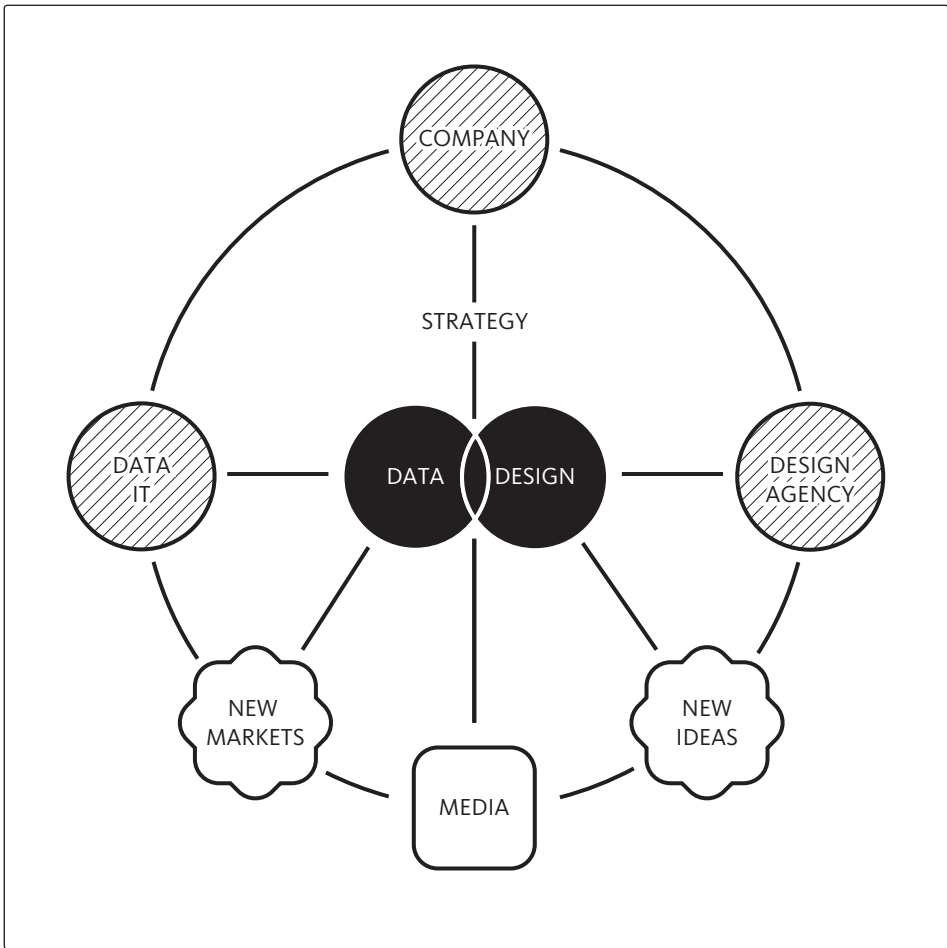 COMPANY
STRATEGY
DATA
IT
DATA
DESIGN
DESIGN
AGENCY
NEW
MARKETS
NEW
IDEAS
MEDIA